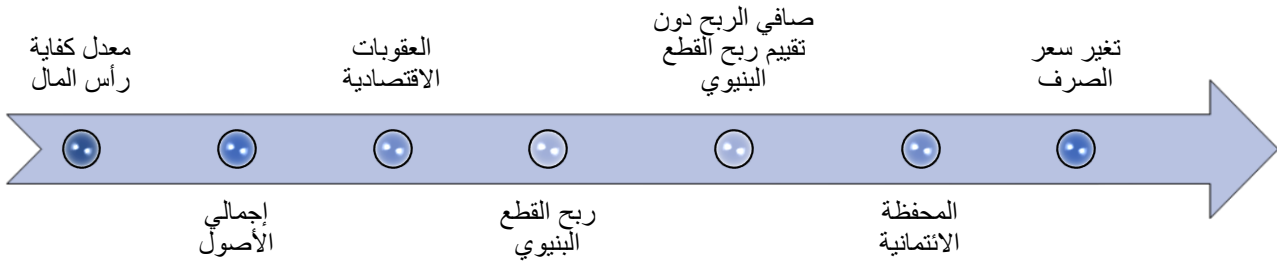 معدل كفاية
رأس المال
إجمالي
الأصول
العقوبات
الاقتصادية
ربح القطع
البنيوي
صافي الربح دون
تقييم ربح القطع
البنيوي
المحفظة
الائتمانية
تغير سعر
الصرف